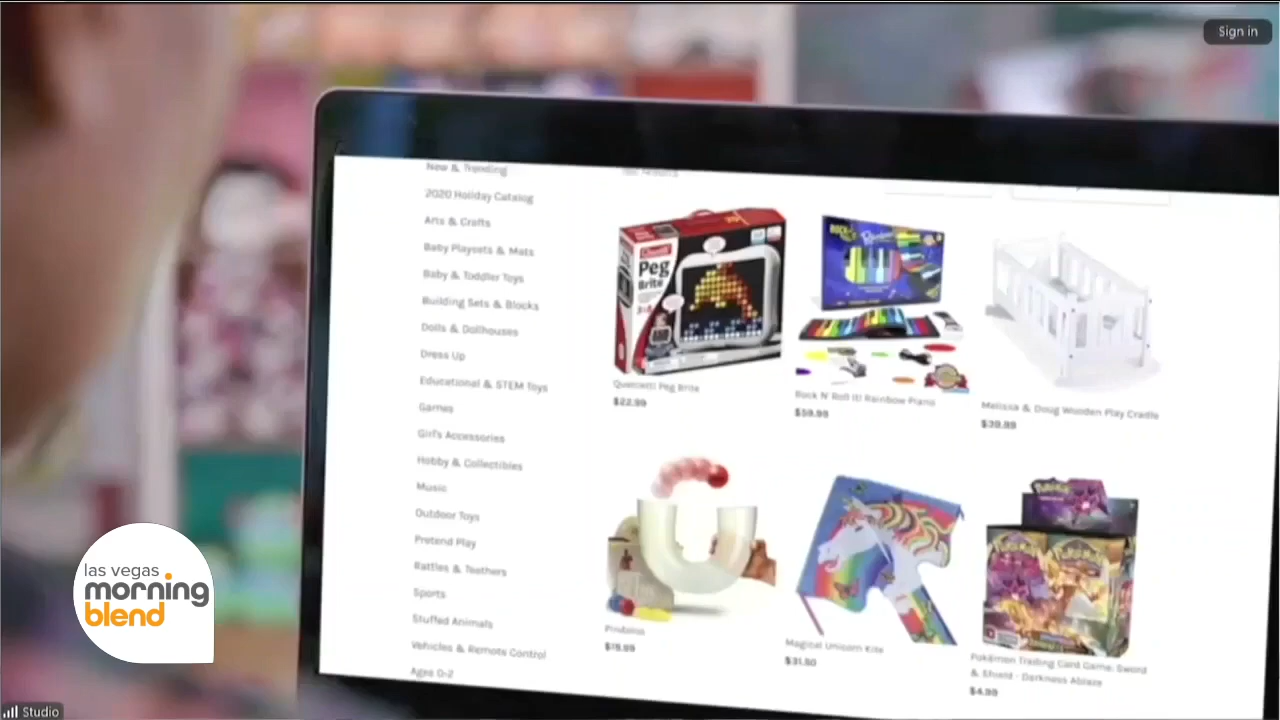 Sign in
New & Trending
2020 Holiday Catalog
Arts & Crafts
Baby Playsets & Mats
Baby & Toddler Toys
Building Sets & Blocks
Dolls & Dollhouses
Dress Up
Educational & STEM Toys
Games
Girl's Accessories
Hobby & Collectibles
Music
Outdoor Toys
Pretend Play
Rattles & Teethers
Sports
Stuffed Animals
Vehicles & Remote Control
Ages 0-2
Quercetti
Peg
Brite
Quercetti Peg Brite
$22.99
Rock N' Roll It! Rainbow Piano
$59.99
Melissa & Doug Wooden Play Cradle
$39.99
$19.99
Magical Unicorn Kite
$31.50
Pokémon
Pokémon
Pokémon
Pokémon Trading Card Game: Sword
& Shield - Darkness Ablaze
$4.99
las vegas
morning
blend
Studio